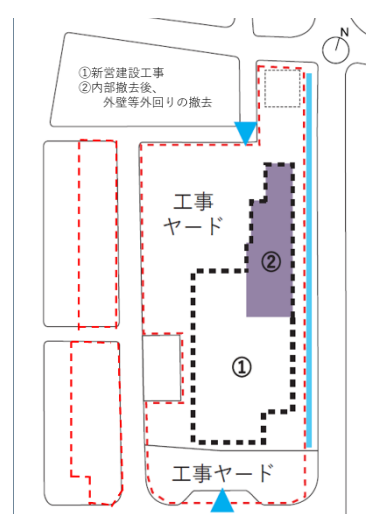 N
①新営建設工事
②内部撤去後、
外壁等外回りの撤去
工事
ヤード
②
①
工事ヤード